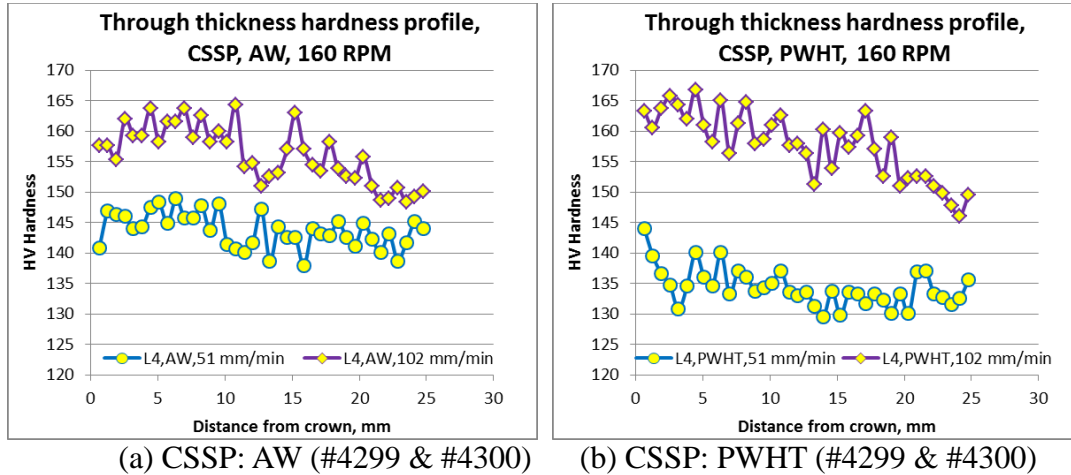 Through thickness hardness profile,
CSSP, AW, 160 RPM
170
165
160
155
150
145
140
135
130
125
120
HV Hardness
L4,AW,51 mm/min
L4,AW,102 mm/min
0
5
10
15
20
25
30
Distance from crown, mm
(a) CSSP: AW (#4299 & #4300)
Through thickness hardness profile,
CSSP, PWHT, 160 RPM
170
165
160
155
150
145
140
135
130
125
120
HV Hardness
L4,PWHT,51 mm/min
L4,PWHT,102 mm/min
0
5
10
15
20
25
30
Distance from crown, mm
(b) CSSP: PWHT (#4299 & #4300)